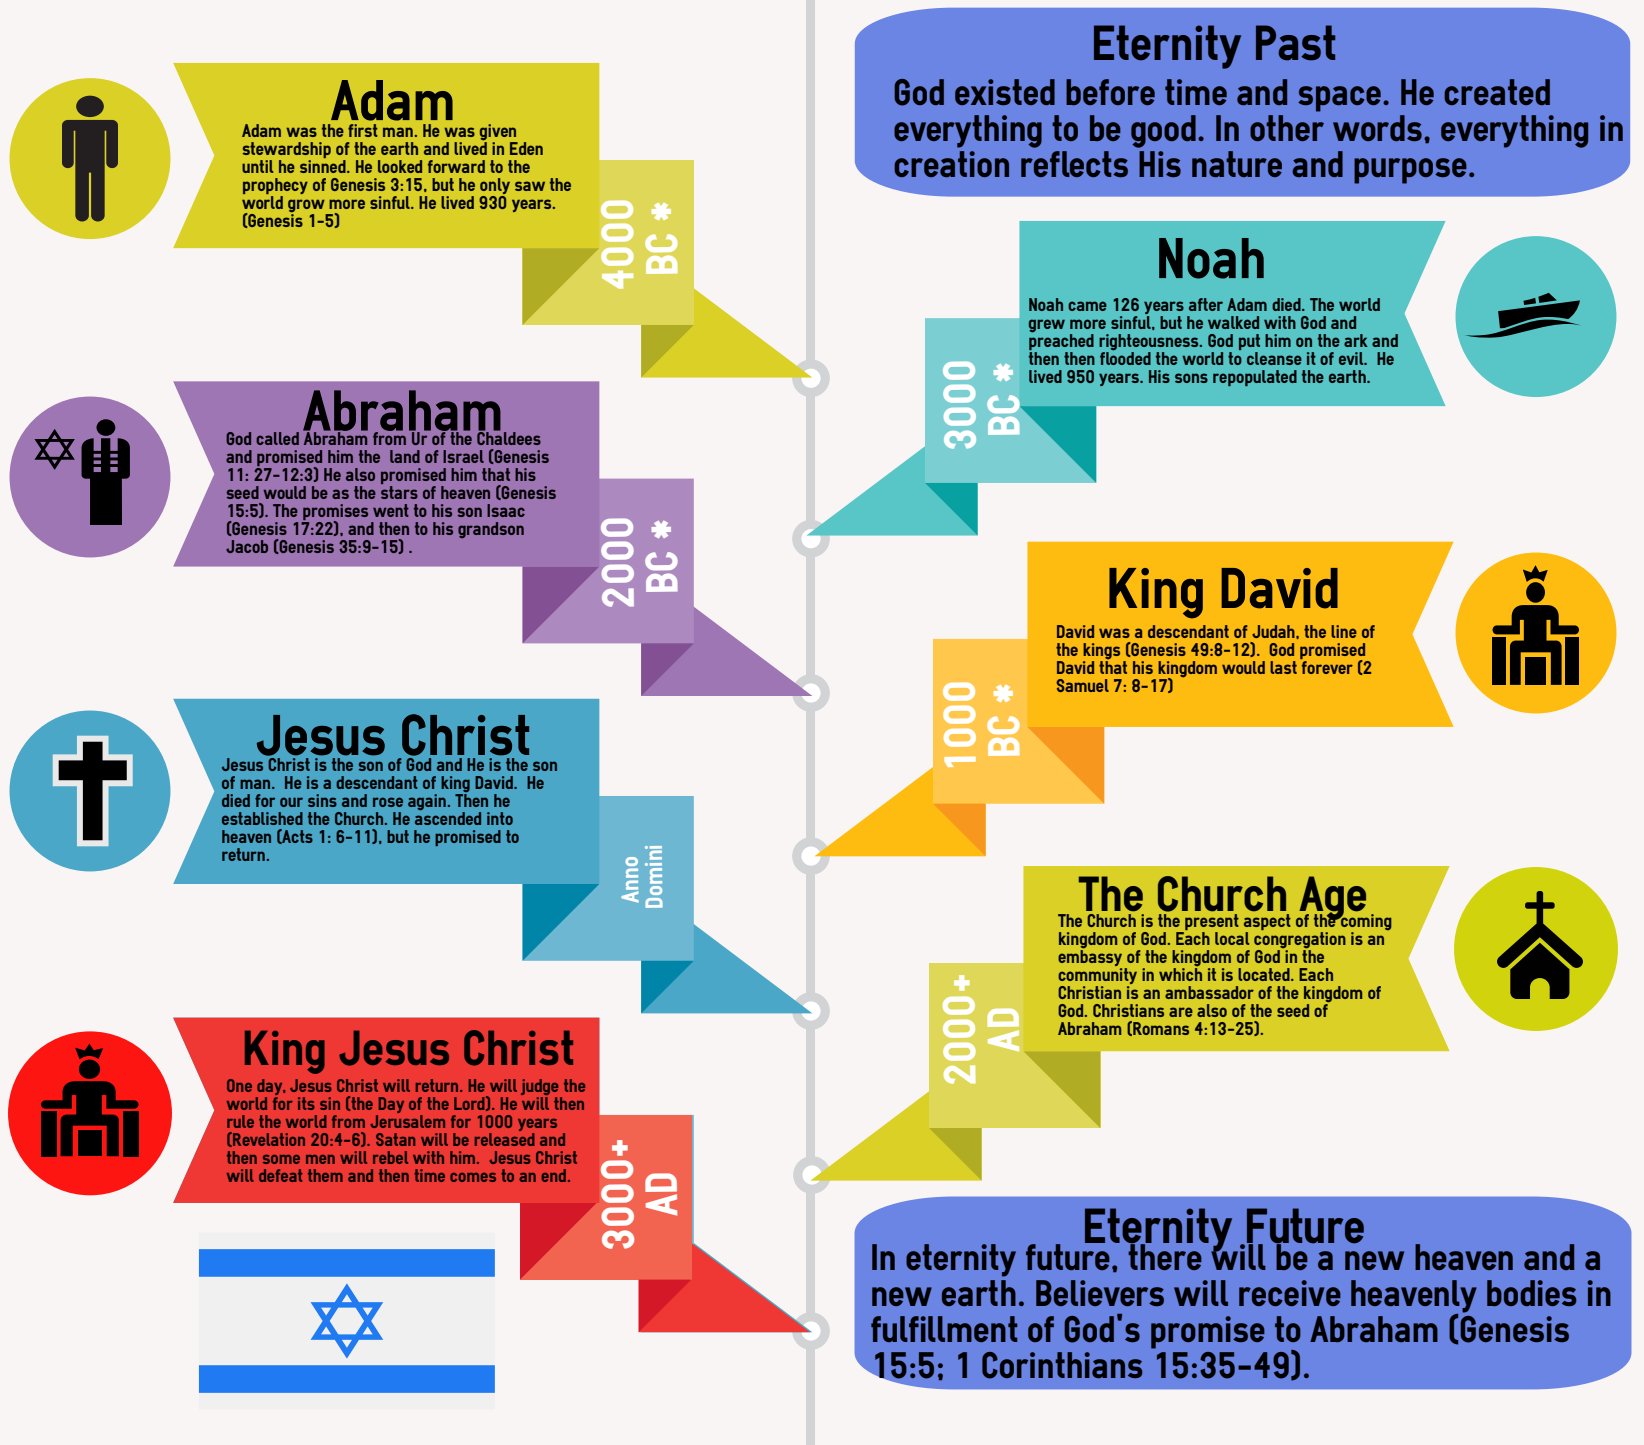 Eternity Past
God existed before time and space. He created
everything to be good. In other words, everything in
creation reflects His nature and purpose.
Adam
Adam was the first man. He was given
stewardship of the earth and lived in Eden
until he sinned. He looked forward to the
prophecy of Genesis 3:15, but he only saw the
world grow more sinful. He lived 930 years.
(Genesis 1-5)
4000
BC *
Noah
Noah came 126 years after Adam died. The world
grew more sinful, but he walked with God and
preached righteousness. God put him on the ark and
then then flooded the world to cleanse it of evil.  He
lived 950 years. His sons repopulated the earth.
3000
BC *
Abraham
God called Abraham from Ur of the Chaldees
and promised him the  land of Israel (Genesis
11: 27-12:3) He also promised him that his
seed would be as the stars of heaven (Genesis
15:5). The promises went to his son Isaac
(Genesis 17:22), and then to his grandson
Jacob (Genesis 35:9-15) .
2000
BC *
King David
David was a descendant of Judah, the line of
the kings (Genesis 49:8-12).  God promised
David that his kingdom would last forever (2
Samuel 7: 8-17)
1000
BC *
Jesus Christ
Jesus Christ is the son of God and He is the son
of man.  He is a descendant of king David.  He
died for our sins and rose again. Then he
established the Church. He ascended into
heaven (Acts 1: 6-11), but he promised to
return.
Anno
Domini
The Church Age
The Church is the present aspect of the coming
kingdom of God. Each local congregation is an
embassy of the kingdom of God in the
community in which it is located. Each
Christian is an ambassador of the kingdom of
God. Christians are also of the seed of
Abraham (Romans 4:13-25).
2000+
AD
King Jesus Christ
One day, Jesus Christ will return. He will judge the
world for its sin (the Day of the Lord). He will then
rule the world from Jerusalem for 1000 years
(Revelation 20:4-6). Satan will be released and
then some men will rebel with him.  Jesus Christ
will defeat them and then time comes to an end.
3000+
AD
Eternity Future
In eternity future, there will be a new heaven and a
new earth. Believers will receive heavenly bodies in
fulfillment of God's promise to Abraham (Genesis
15:5; 1 Corinthians 15:35-49).